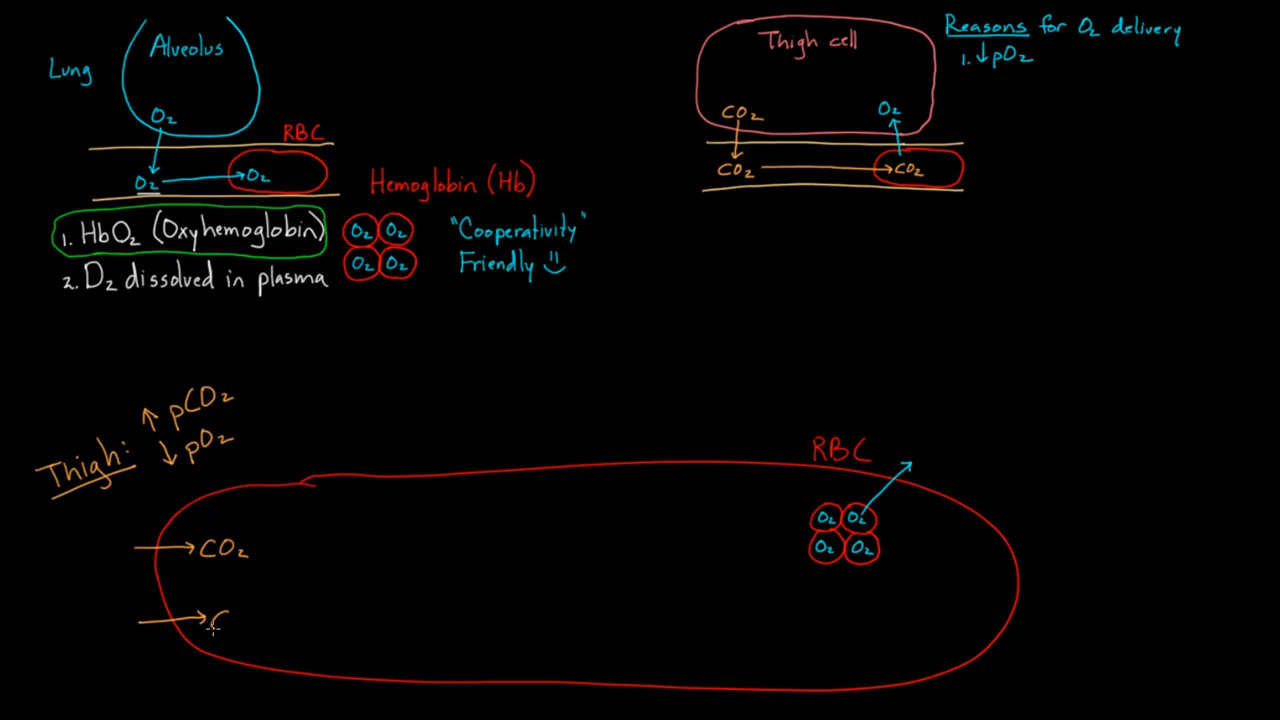 Lung
Alveolus
O₂
O₂
O₂
RBC
Hemoglobin (Hb)
1. HbO₂ (Oxyhemoglobin)
2. O₂ dissolved in plasma
O₂ O₂
O₂ O₂
"Cooperativity"
Friendly
Thigh cell
CO₂
O₂
CO₂
CO₂
Reasons for O₂ delivery
1. ↓pO₂
Thigh: ↑ pCO₂
↓ pO₂
RBC
O₂ O₂
O₂ O₂
CO₂
C